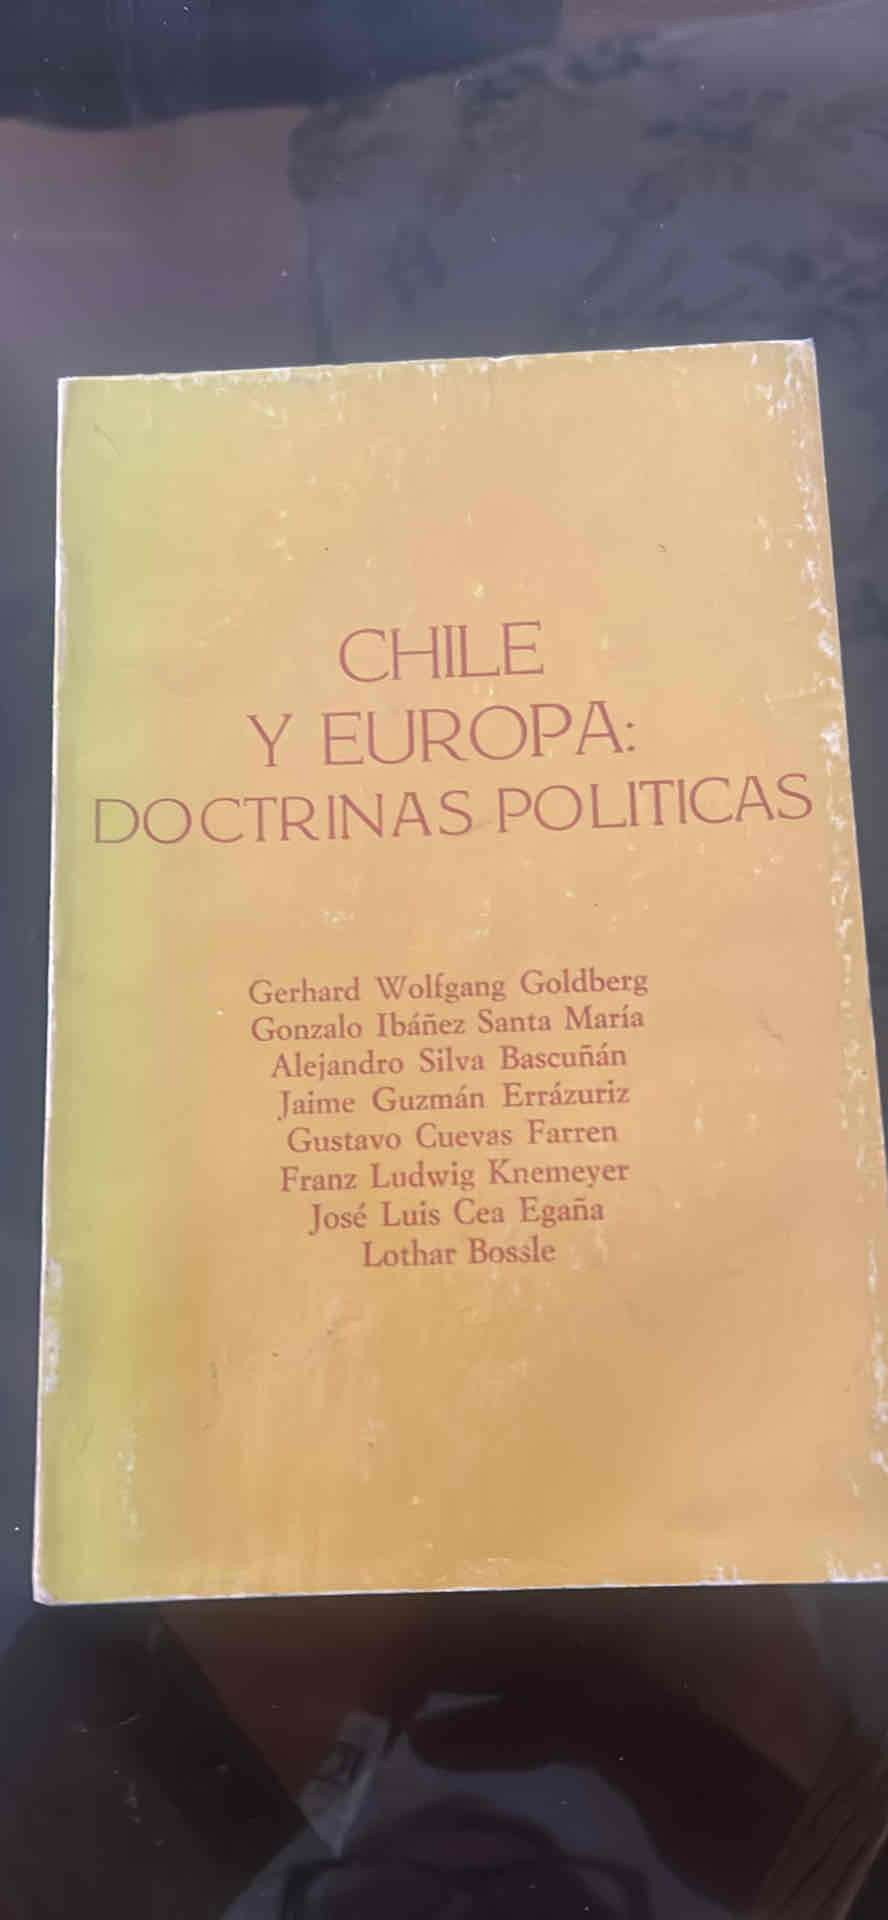 CHILE
Y EUROPA:
DOCTRINAS POLITICAS
Gerhard Wolfgang Goldberg
Gonzalo Ibáñez Santa María
Alejandro Silva Bascuñán
Jaime Guzmán Errázuriz
Gustavo Cuevas Farren
Franz Ludwig Knemeyer
José Luis Cea Egaña
Lothar Bossle